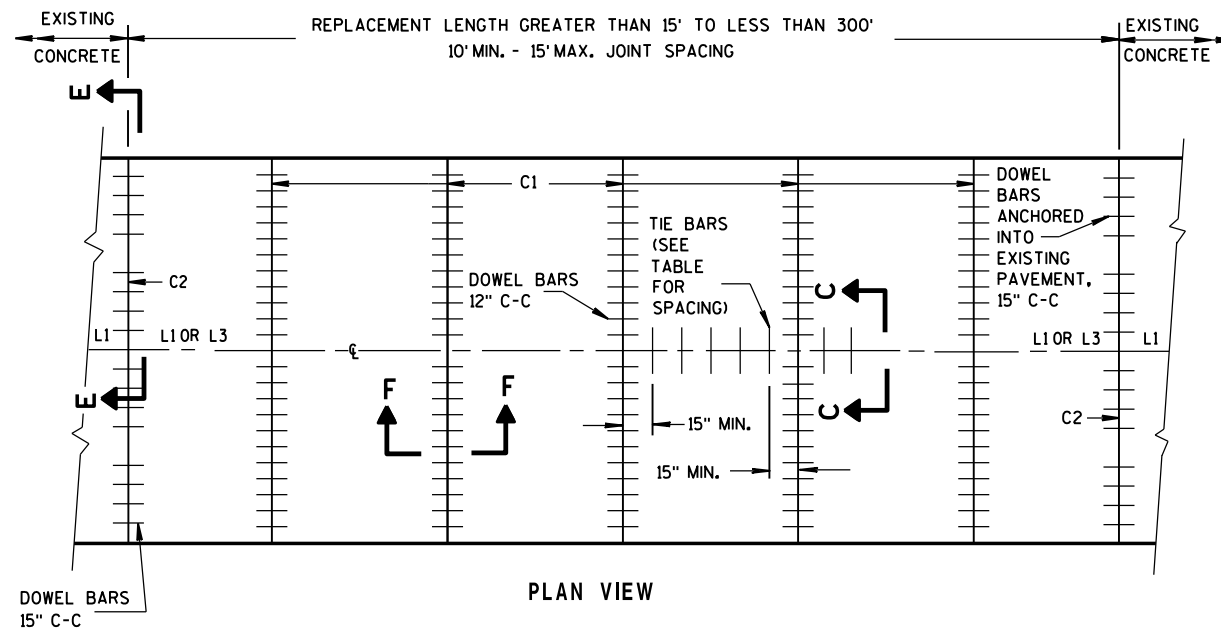 EXISTING
CONCRETE
REPLACEMENT LENGTH GREATER THAN 15' TO LESS THAN 300'
10' MIN. - 15' MAX. JOINT SPACING
EXISTING
CONCRETE
E
C1
DOWEL
BARS
ANCHORED
INTO
EXISTING
PAVEMENT,
15" C-C
TIE BARS
(SEE
TABLE
FOR
SPACING)
DOWEL BARS
12" C-C
C2
C
L1
L1 OR L3
℄
L1 OR L3
L1
E
F
F
C
C2
15" MIN.
15" MIN.
PLAN VIEW
DOWEL BARS
15" C-C